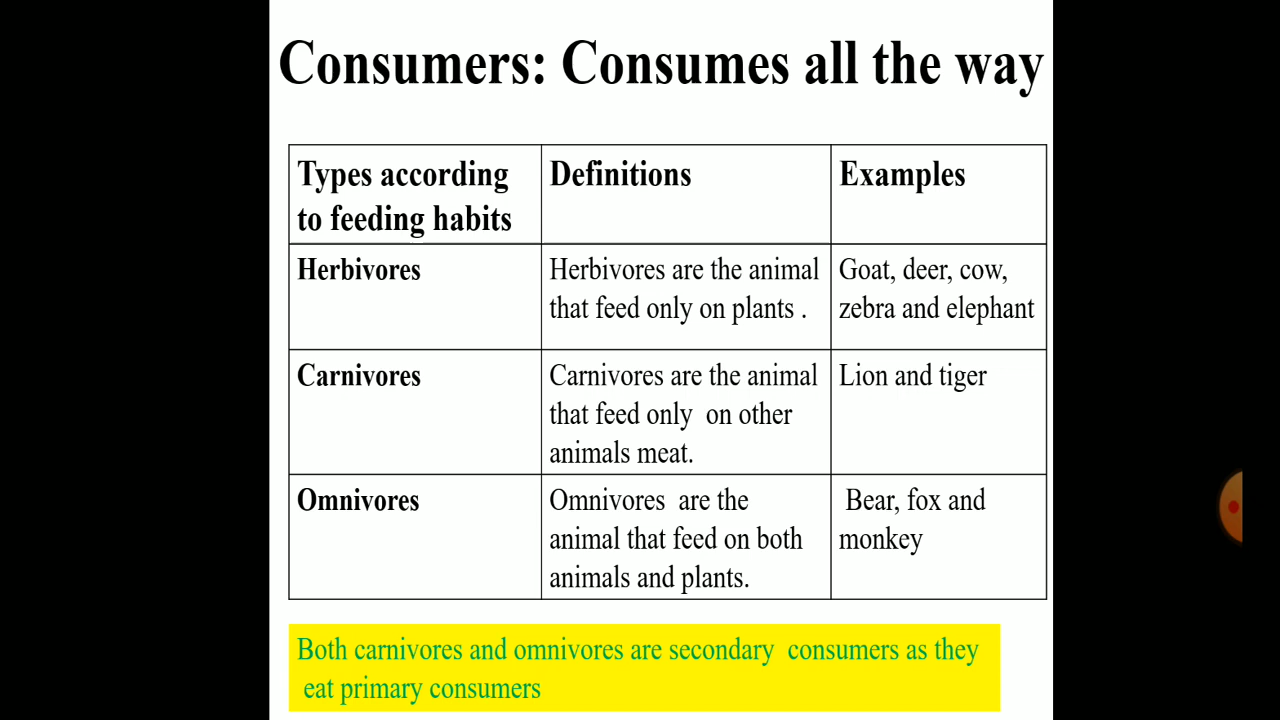 Consumers: Consumes all the way
Types according
to feeding habits
Definitions
Examples
Herbivores
Herbivores are the animal
that feed only on plants .
Goat, deer, cow,
zebra and elephant
Carnivores
Carnivores are the animal
that feed only  on other
animals meat.
Lion and tiger
Omnivores
Omnivores  are the
animal that feed on both
animals and plants.
Bear, fox and
monkey
Both carnivores and omnivores are secondary  consumers as they
eat primary consumers